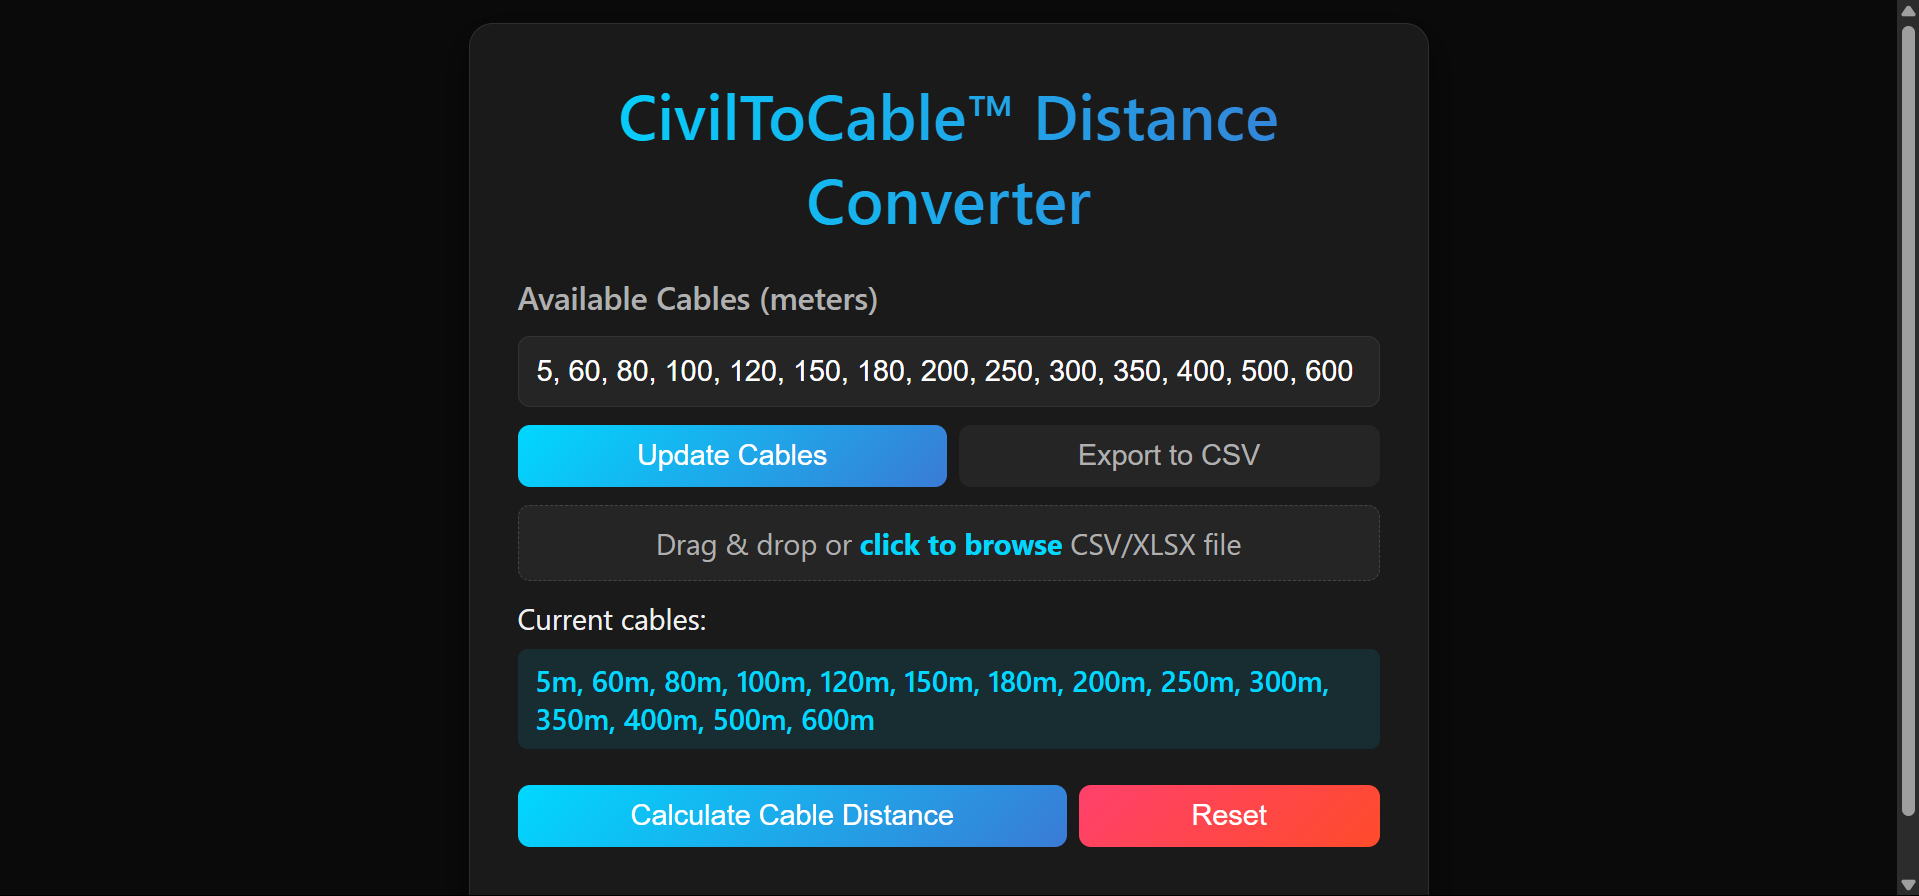 CivilToCable™ Distance
Converter
Available Cables (meters)
5, 60, 80, 100, 120, 150, 180, 200, 250, 300, 350, 400, 500, 600
Update Cables
Export to CSV
Drag & drop or click to browse CSV/XLSX file
Current cables:
5m, 60m, 80m, 100m, 120m, 150m, 180m, 200m, 250m, 300m,
350m, 400m, 500m, 600m
Calculate Cable Distance
Reset